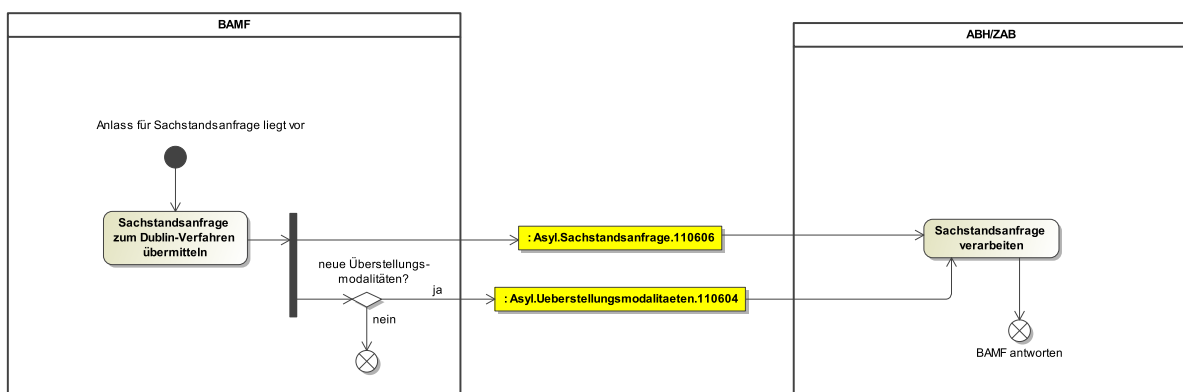 BAMF
ABH/ZAB
Anlass für Sachstandsanfrage liegt vor
Sachstandsanfrage
zum Dublin-Verfahren
übermitteln
: Asyl.Sachstandsanfrage.110606
Sachstandsanfrage
verarbeiten
neue Überstellungs-
modalitäten?
ja
: Asyl.Ueberstellungsmodalitaeten.110604
nein
BAMF antworten